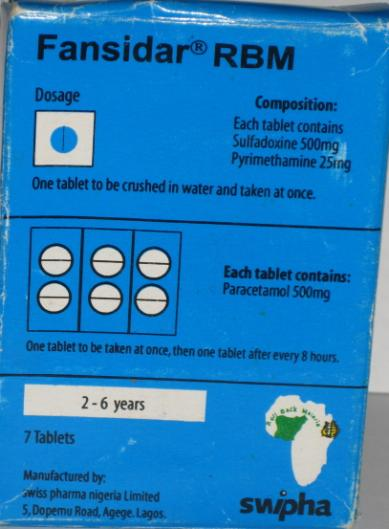 Fansidar® RBM
Dosage
Composition:
Each tablet contains
Sulfadoxine 500mg
Pyrimethamine 25mg
One tablet to be crushed in water and taken at once.
Each tablet contains:
Paracetamol 500mg
One tablet to be taken at once, then one tablet after every 8 hours.
2 - 6 years
7 Tablets
Roll Back Malaria
Manufactured by:
swiss pharma nigeria Limited
5, Dopemu Road, Agege. Lagos.
swipha